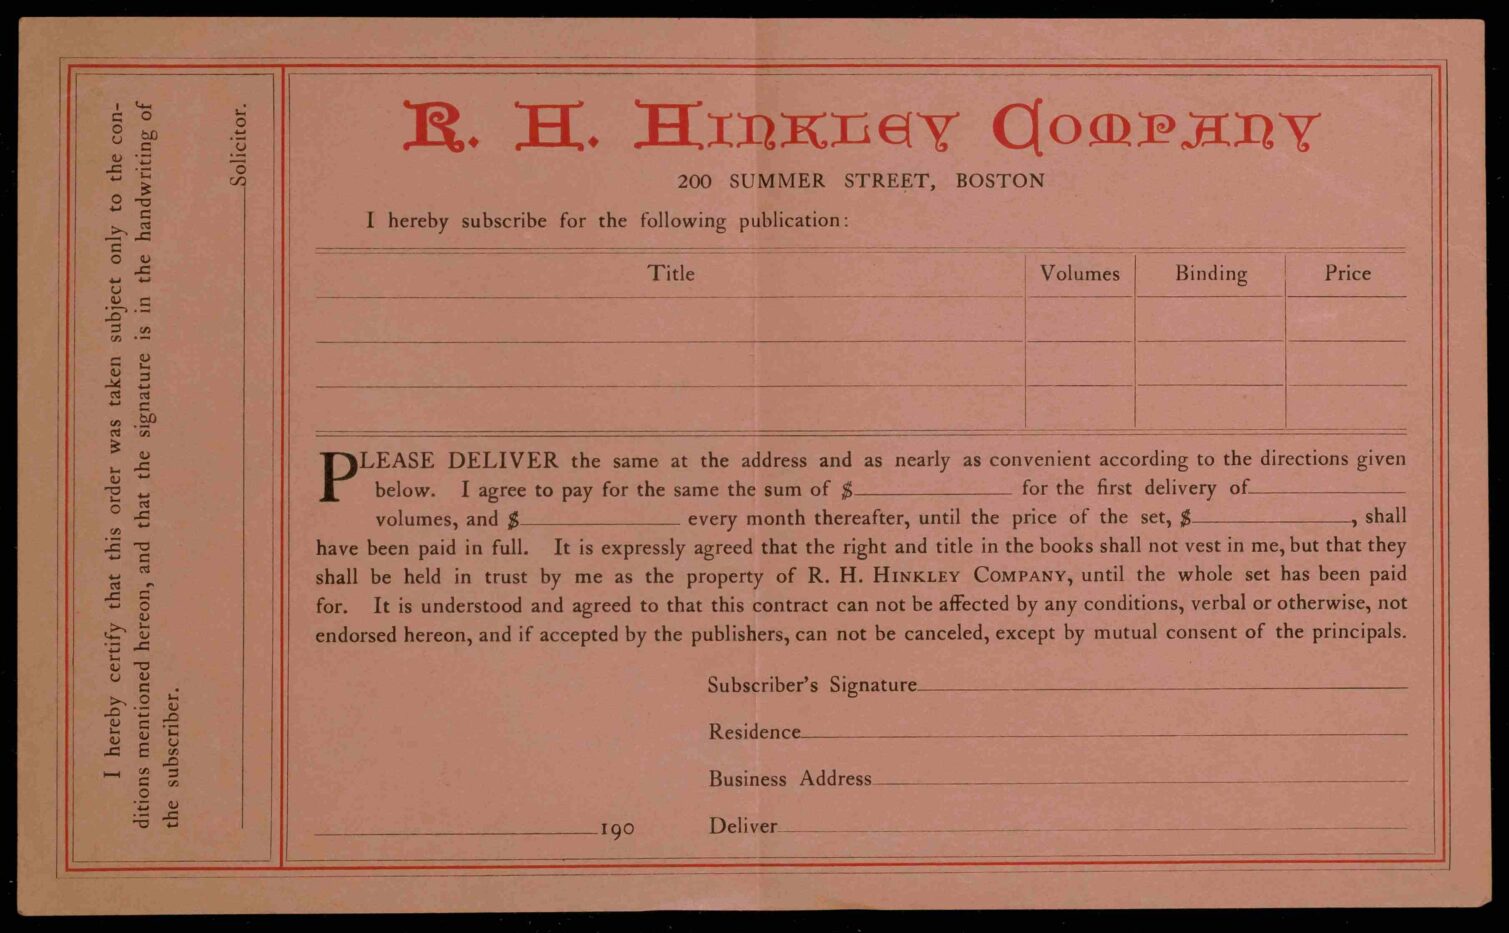 I hereby certify that this order was taken subject only to the con-
ditions mentioned hereon, and that the signature is in the handwriting of
the subscriber.
Solicitor.
R. H. HINKLEY COMPANY
200 SUMMER STREET, BOSTON
I hereby subscribe for the following publication:
Title Volumes Binding Price
PLEASE DELIVER the same at the address and as nearly as convenient according to the directions given
below. I agree to pay for the same the sum of $ for the first delivery of
volumes, and $ every month thereafter, until the price of the set, $ , shall
have been paid in full. It is expressly agreed that the right and title in the books shall not vest in me, but that they
shall be held in trust by me as the property of R. H. HINKLEY COMPANY, until the whole set has been paid
for. It is understood and agreed to that this contract can not be affected by any conditions, verbal or otherwise, not
endorsed hereon, and if accepted by the publishers, can not be canceled, except by mutual consent of the principals.
Subscriber's Signature
Residence
Business Address
190 Deliver